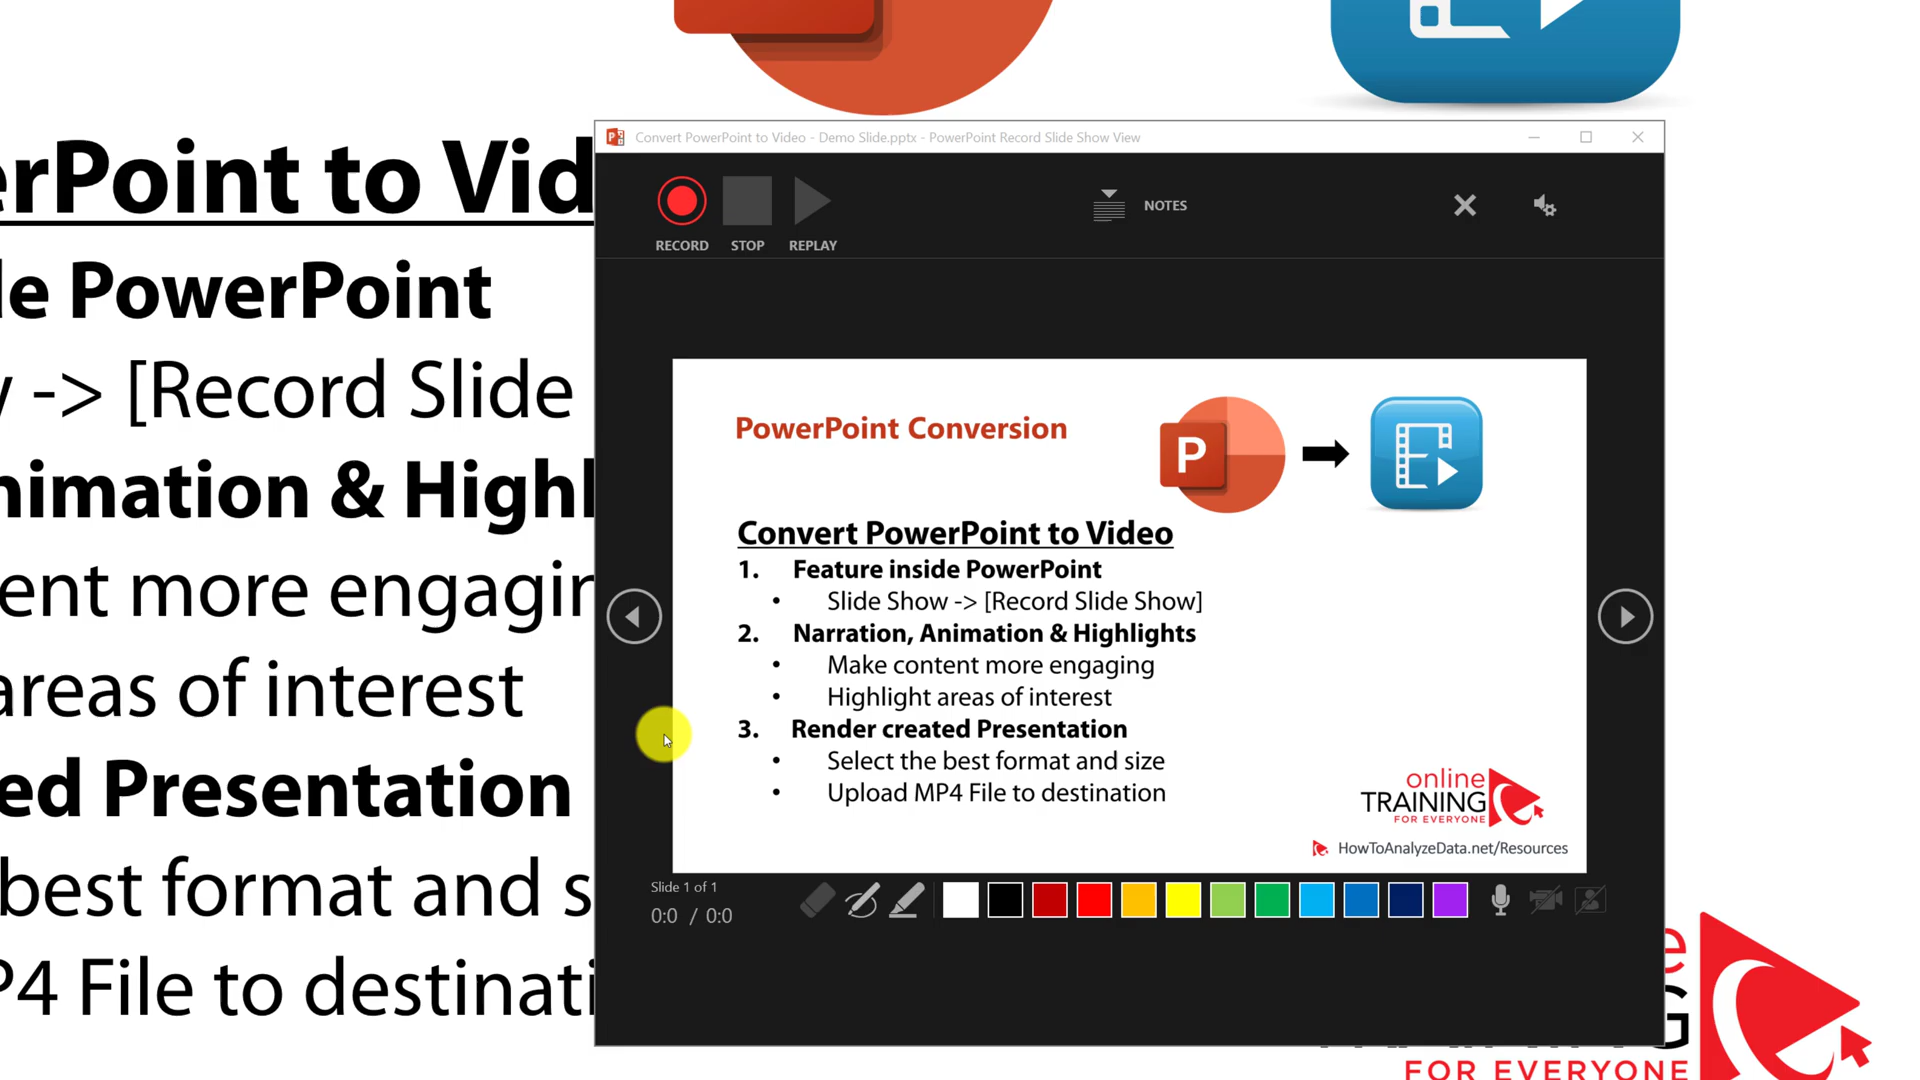 erPoint to Vid
le PowerPoint
-> [Record Slide
nimation & Highl
ent more engagin
areas of interest
ed Presentation
best format and s
P4 File to destinati
Convert PowerPoint to Video - Demo Slide.pptx - PowerPoint Record Slide Show View
RECORD STOP REPLAY
NOTES
PowerPoint Conversion
P
Convert PowerPoint to Video
1. Feature inside PowerPoint
• Slide Show -> [Record Slide Show]
2. Narration, Animation & Highlights
• Make content more engaging
• Highlight areas of interest
3. Render created Presentation
• Select the best format and size
• Upload MP4 File to destination
online
TRAINING
FOR EVERYONE
HowToAnalyzeData.net/Resources
Slide 1 of 1
0:0 / 0:0
e
G
FOR EVERYONE